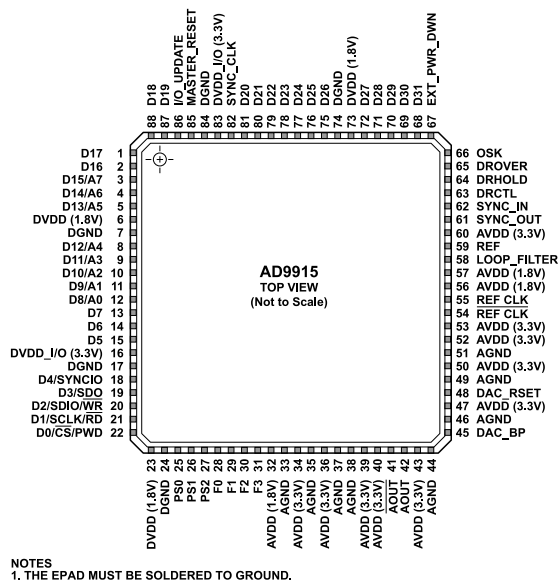 D18
D19
I/O_UPDATE
MASTER_RESET
DGND
DVDD_I/O (3.3V)
SYNC_CLK
D20
D21
D22
D23
D24
D25
D26
DGND
DVDD (1.8V)
D27
D28
D29
D30
D31
EXT_PWR_DWN
88
87
86
85
84
83
82
81
80
79
78
77
76
75
74
73
72
71
70
69
68
67
D17 1
D16 2
D15/A7 3
D14/A6 4
D13/A5 5
DVDD (1.8V) 6
DGND 7
D12/A4 8
D11/A3 9
D10/A2 10
D9/A1 11
D8/A0 12
D7 13
D6 14
D5 15
DVDD_I/O (3.3V) 16
DGND 17
D4/SYNCIO 18
D3/SDO 19
D2/SDIO/WR 20
D1/SCLK/RD 21
D0/CS/PWD 22
AD9915
TOP VIEW
(Not to Scale)
66 OSK
65 DROVER
64 DRHOLD
63 DRCTL
62 SYNC_IN
61 SYNC_OUT
60 AVDD (3.3V)
59 REF
58 LOOP_FILTER
57 AVDD (1.8V)
56 AVDD (1.8V)
55 REF CLK
54 REF CLK
53 AVDD (3.3V)
52 AVDD (3.3V)
51 AGND
50 AVDD (3.3V)
49 AGND
48 DAC_RSET
47 AVDD (3.3V)
46 AGND
45 DAC_BP
23
24
25
26
27
28
29
30
31
32
33
34
35
36
37
38
39
40
41
42
43
44
DVDD (1.8V)
DGND
PS0
PS1
PS2
F0
F1
F2
F3
AVDD (1.8V)
AGND
AVDD (3.3V)
AGND
AVDD (3.3V)
AGND
AGND
AVDD (3.3V)
AVDD (3.3V)
AOUT
AOUT
AVDD (3.3V)
AGND
NOTES
1. THE EPAD MUST BE SOLDERED TO GROUND.